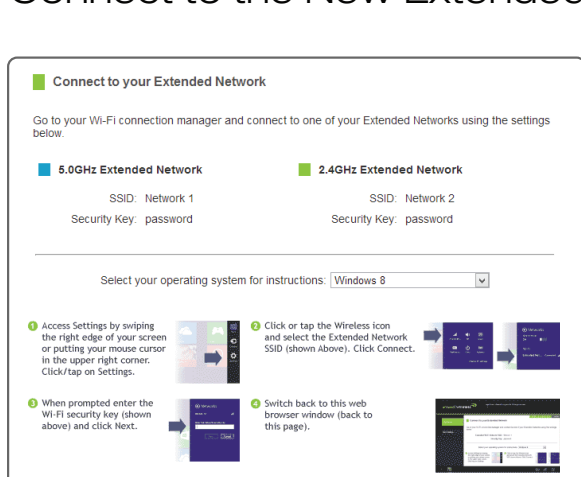 Connect to your Extended Network
Go to your Wi-Fi connection manager and connect to one of your Extended Networks using the settings
below.
5.0GHz Extended Network
SSID: Network 1
Security Key: password
2.4GHz Extended Network
SSID: Network 2
Security Key: password
Select your operating system for instructions: Windows 8
1 Access Settings by swiping
the right edge of your screen
or putting your mouse cursor
in the upper right corner.
Click/tap on Settings.
2 Click or tap the Wireless icon
and select the Extended Network
SSID (shown Above). Click Connect.
3 When prompted enter the
Wi-Fi security key (shown
above) and click Next.
4 Switch back to this web
browser window (back to
this page).